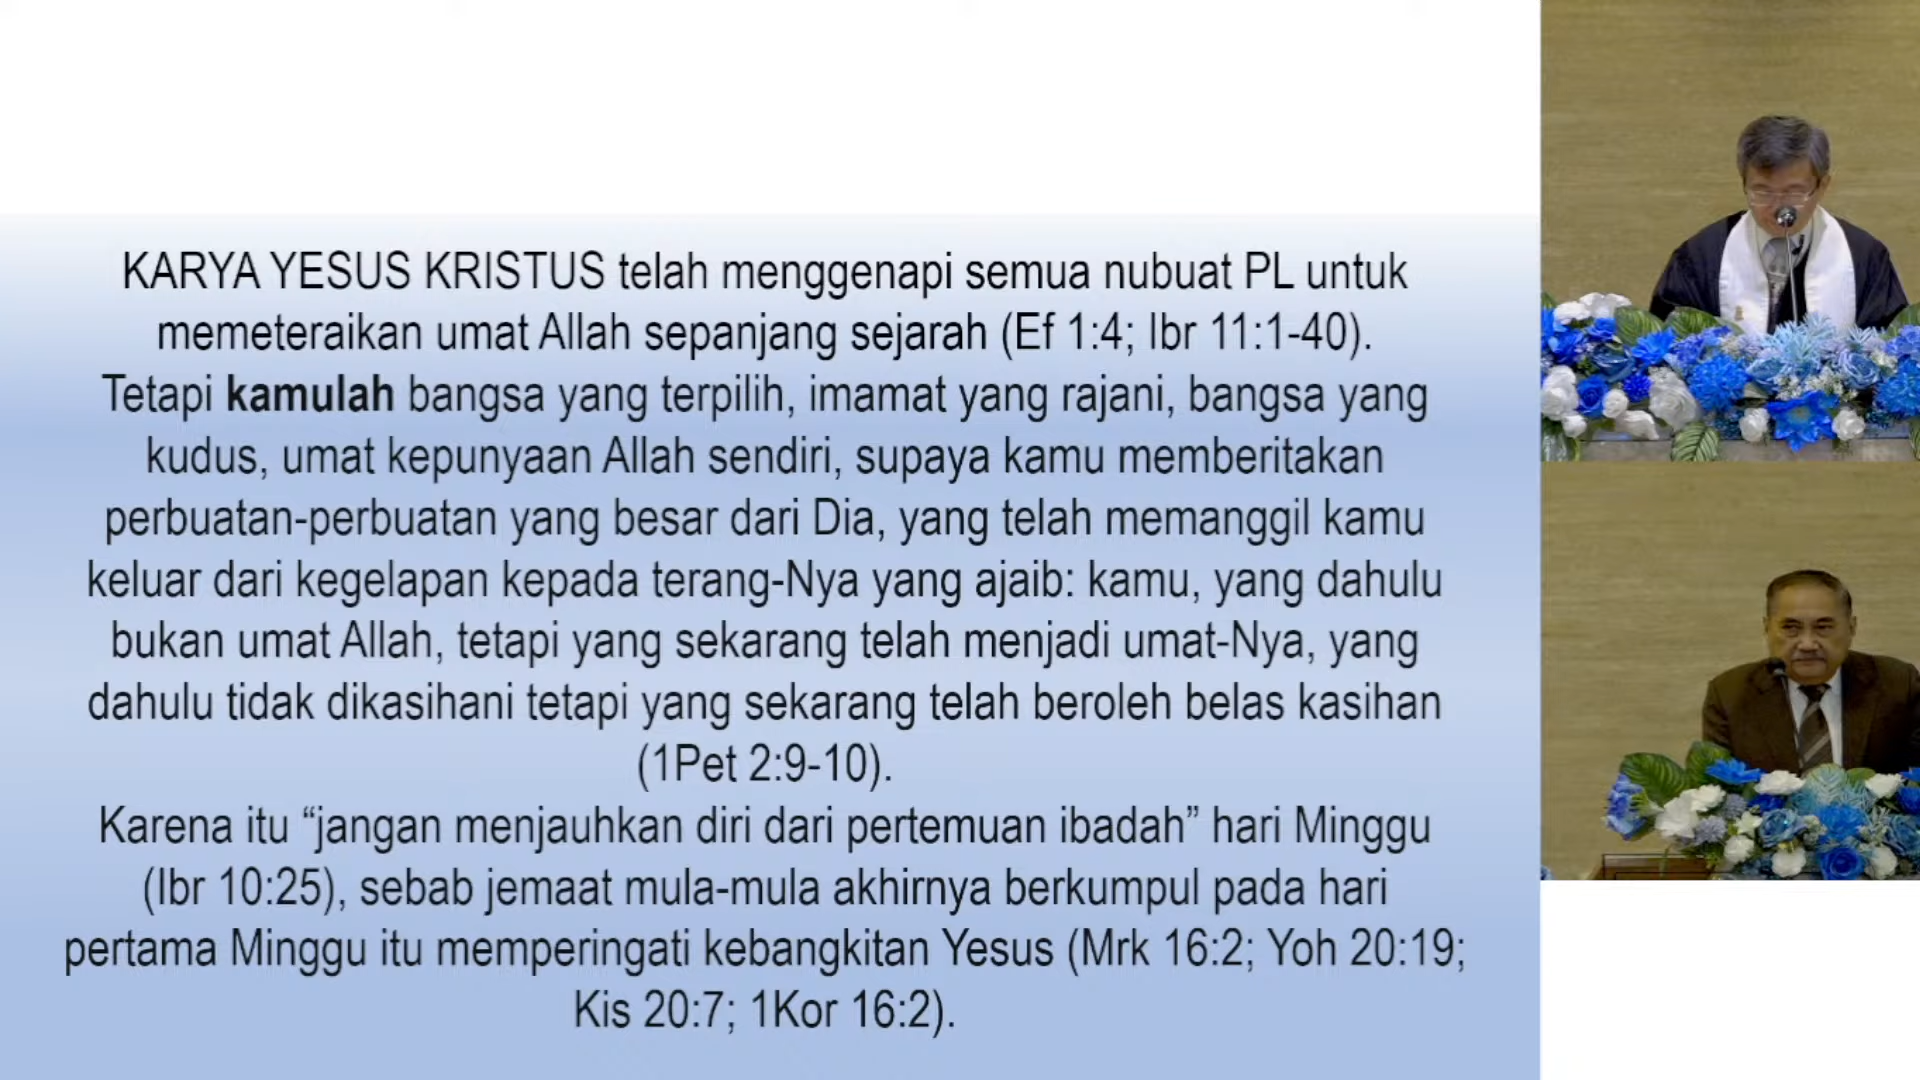 KARYA YESUS KRISTUS telah menggenapi semua nubuat PL untuk
memeteraikan umat Allah sepanjang sejarah (Ef 1:4; Ibr 11:1-40).
Tetapi kamulah bangsa yang terpilih, imamat yang rajani, bangsa yang
kudus, umat kepunyaan Allah sendiri, supaya kamu memberitakan
perbuatan-perbuatan yang besar dari Dia, yang telah memanggil kamu
keluar dari kegelapan kepada terang-Nya yang ajaib: kamu, yang dahulu
bukan umat Allah, tetapi yang sekarang telah menjadi umat-Nya, yang
dahulu tidak dikasihani tetapi yang sekarang telah beroleh belas kasihan
(1Pet 2:9-10).
Karena itu “jangan menjauhkan diri dari pertemuan ibadah” hari Minggu
(Ibr 10:25), sebab jemaat mula-mula akhirnya berkumpul pada hari
pertama Minggu itu memperingati kebangkitan Yesus (Mrk 16:2; Yoh 20:19;
Kis 20:7; 1Kor 16:2).